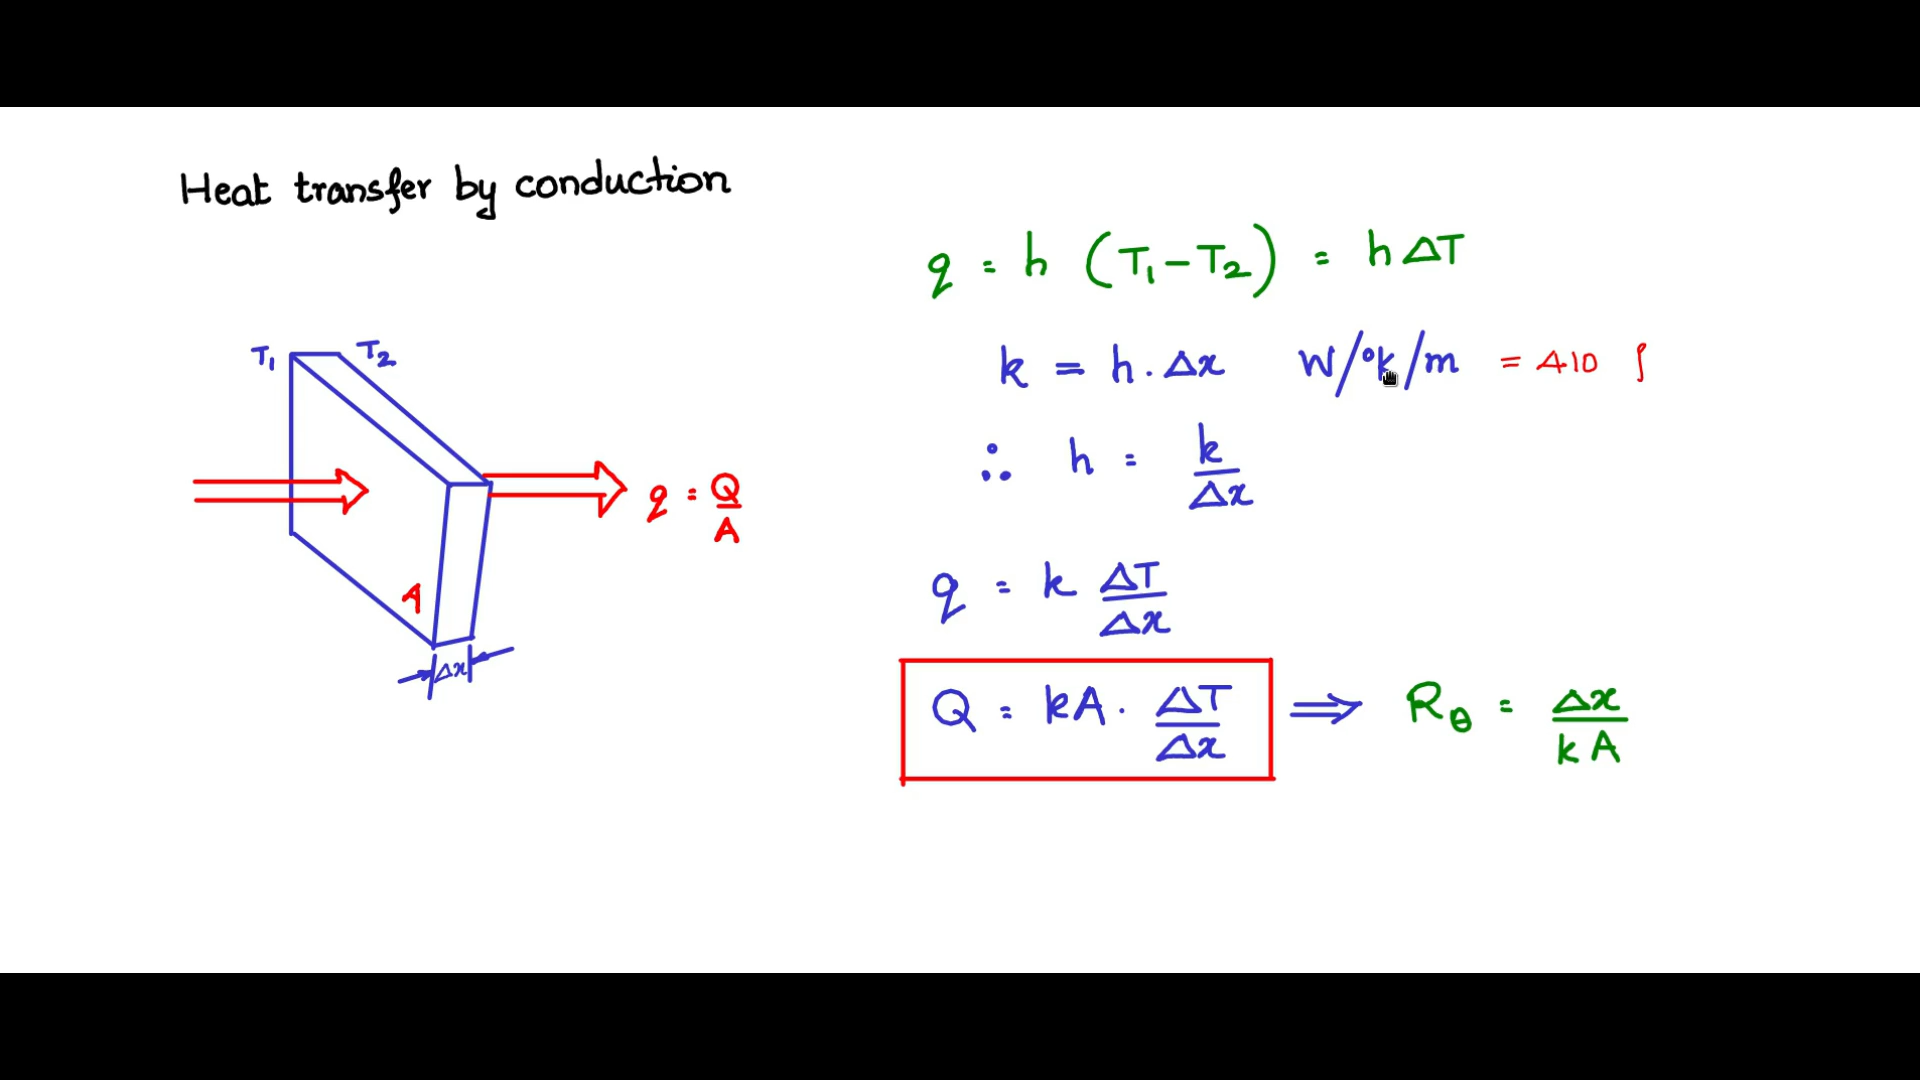 Heat transfer by conduction
q = h (T₁-T₂) = h ΔT
T₁ T₂
k = h . Δx W/°k/m = 410
∴ h = k/Δx
q = Q/A
q = k ΔT/Δx
A
Δx
Q = kA . ΔT/Δx ⟹ Rθ = Δx/kA